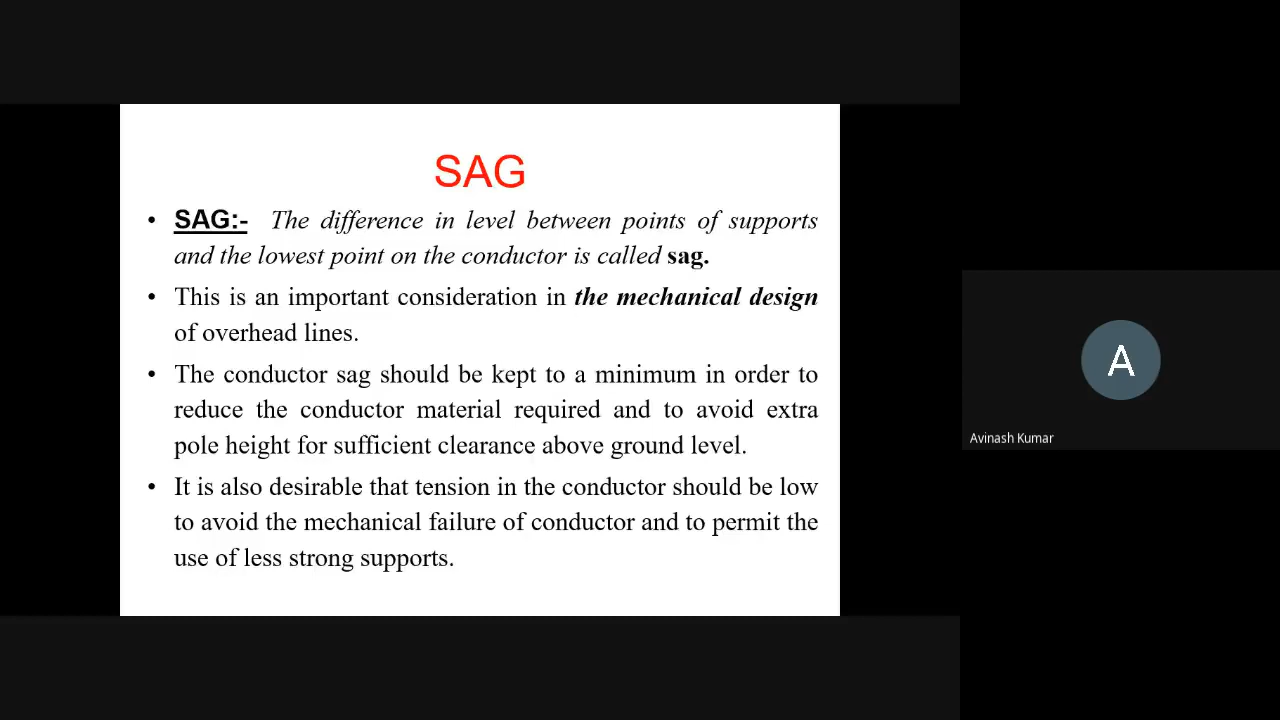 SAG
• SAG:- The difference in level between points of supports
and the lowest point on the conductor is called sag.
• This is an important consideration in the mechanical design
of overhead lines.
• The conductor sag should be kept to a minimum in order to
reduce the conductor material required and to avoid extra
pole height for sufficient clearance above ground level.
• It is also desirable that tension in the conductor should be low
to avoid the mechanical failure of conductor and to permit the
use of less strong supports.
A
Avinash Kumar